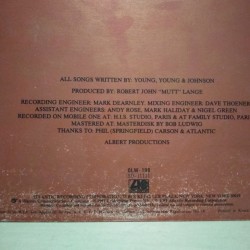 ALL SONGS WRITTEN BY: YOUNG, YOUNG & JOHNSON
PRODUCED BY: ROBERT JOHN "MUTT" LANGE
RECORDING ENGINEER: MARK DEARNLEY. MIXING ENGINEER: DAVE THOENER
ASSISTANT ENGINEERS: ANDY ROSE, MARK HALIDAY & NIGEL GREEN
RECORDED ON MOBILE ONE AT H.I.S STUDIO, PARIS & AT FAMILY STUDIO, PARIS
MASTERED AT: MASTERDISK BY BOB LUDWIG
THANKS TO: PHIL (SPRINGFIELD) CARSON & ATLANTIC
ALBERT PRODUCTIONS